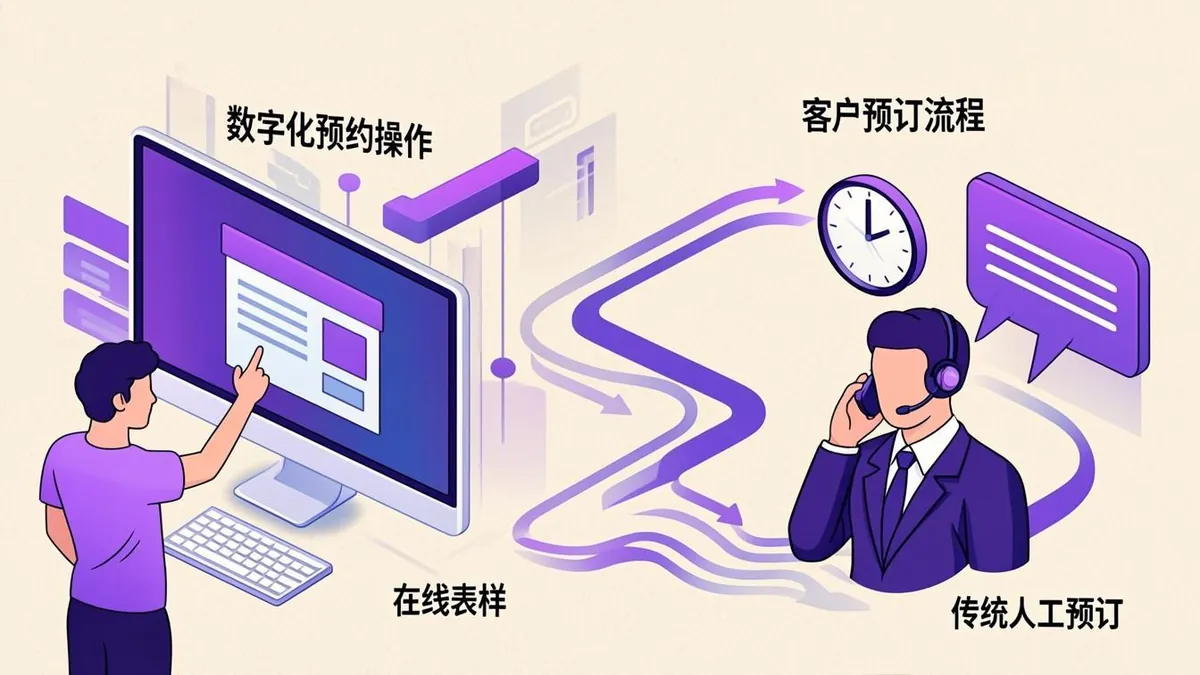 数字化预约操作
客户预订流程
在线表样
传统人工预订